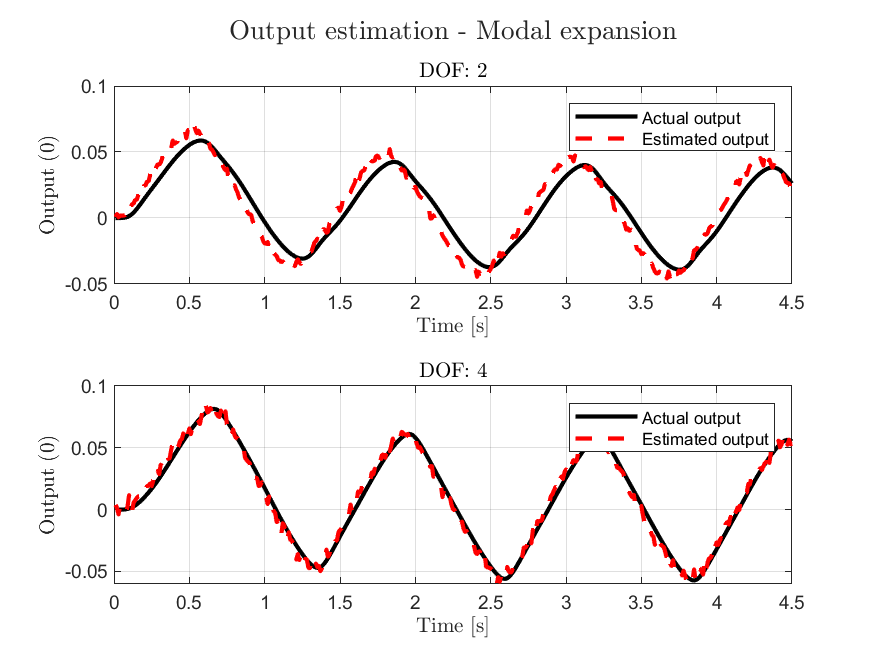 Output estimation - Modal expansion
DOF: 2
0.1
0.05
0
-0.05
Output (0)
Actual output
Estimated output
0 0.5 1 1.5 2 2.5 3 3.5 4 4.5
Time [s]
DOF: 4
0.1
0.05
0
-0.05
Output (0)
Actual output
Estimated output
0 0.5 1 1.5 2 2.5 3 3.5 4 4.5
Time [s]